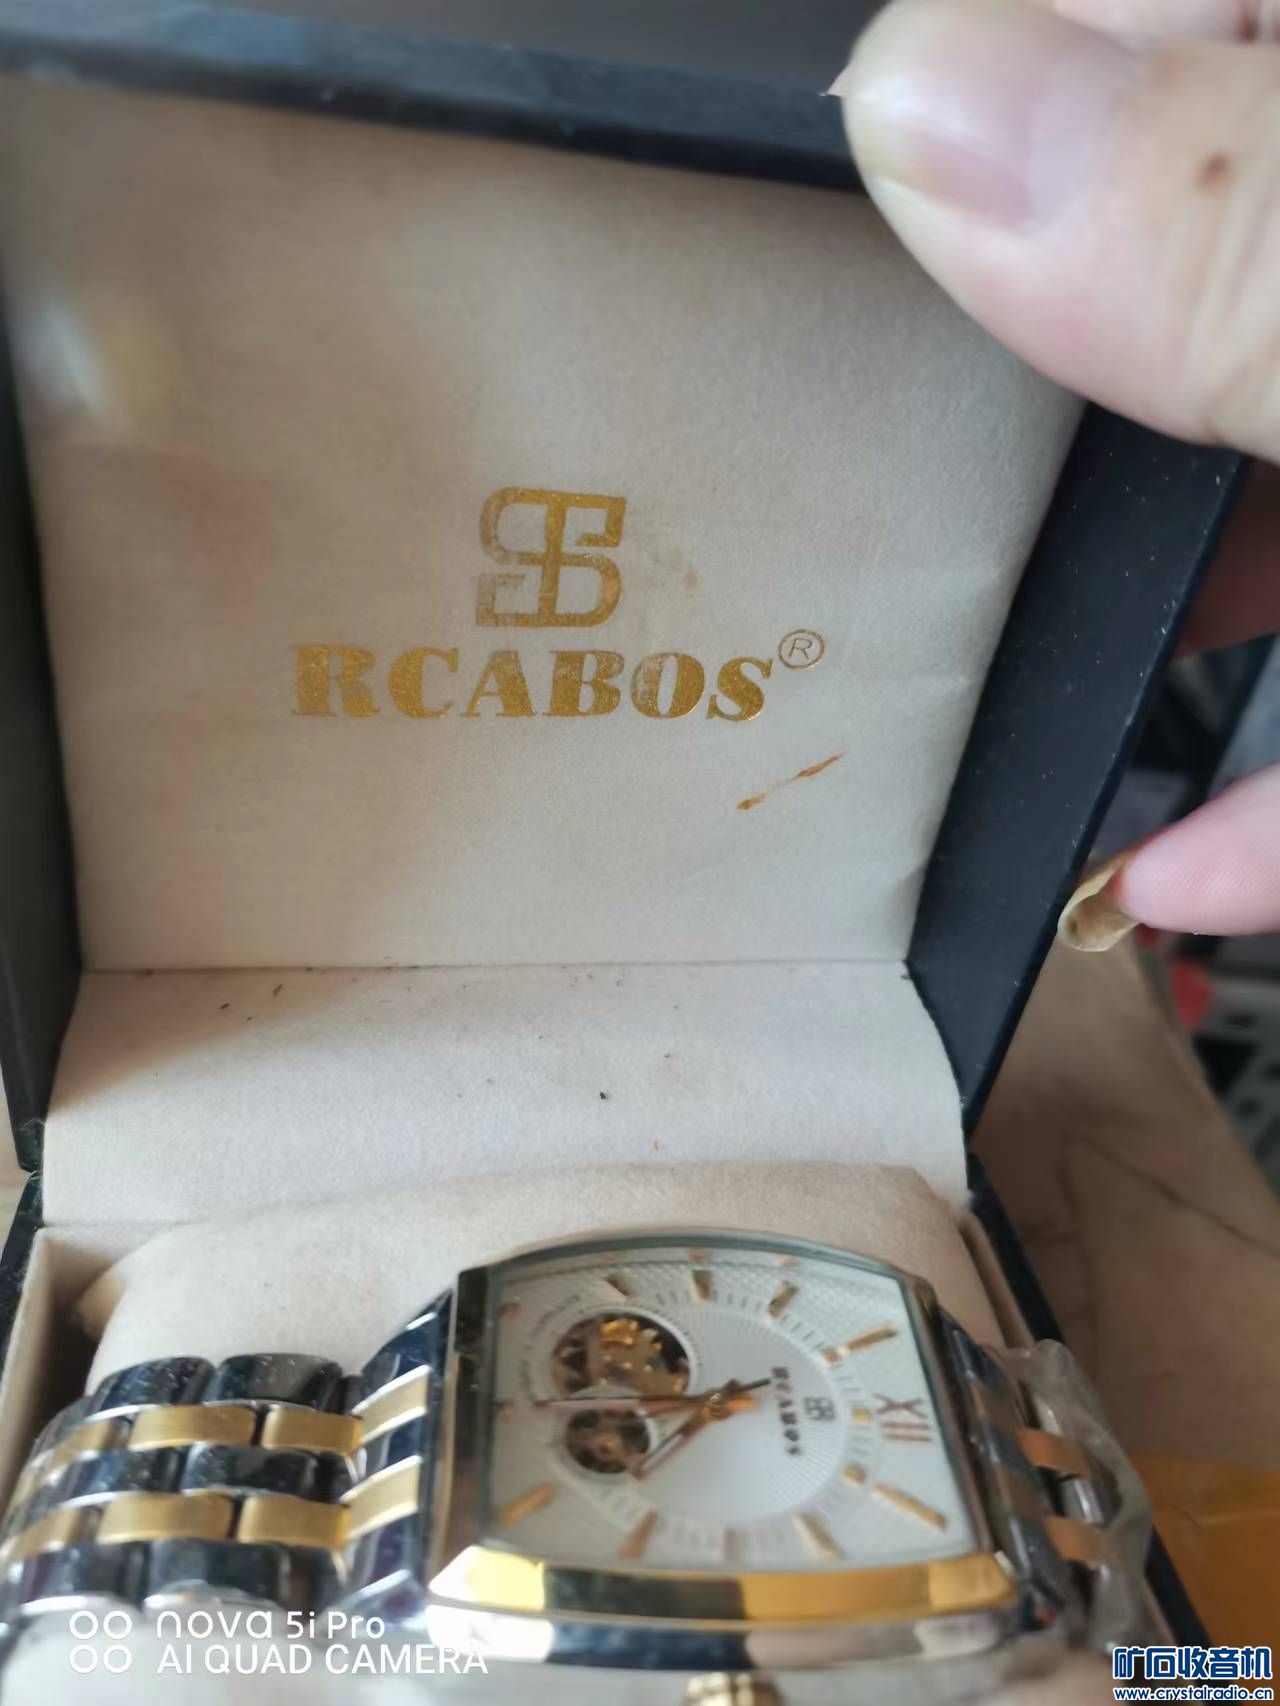 RCABOS®
RCABOS
XII
nova 5i Pro
AI QUAD CAMERA
矿石收音机
www.crystalradio.cn